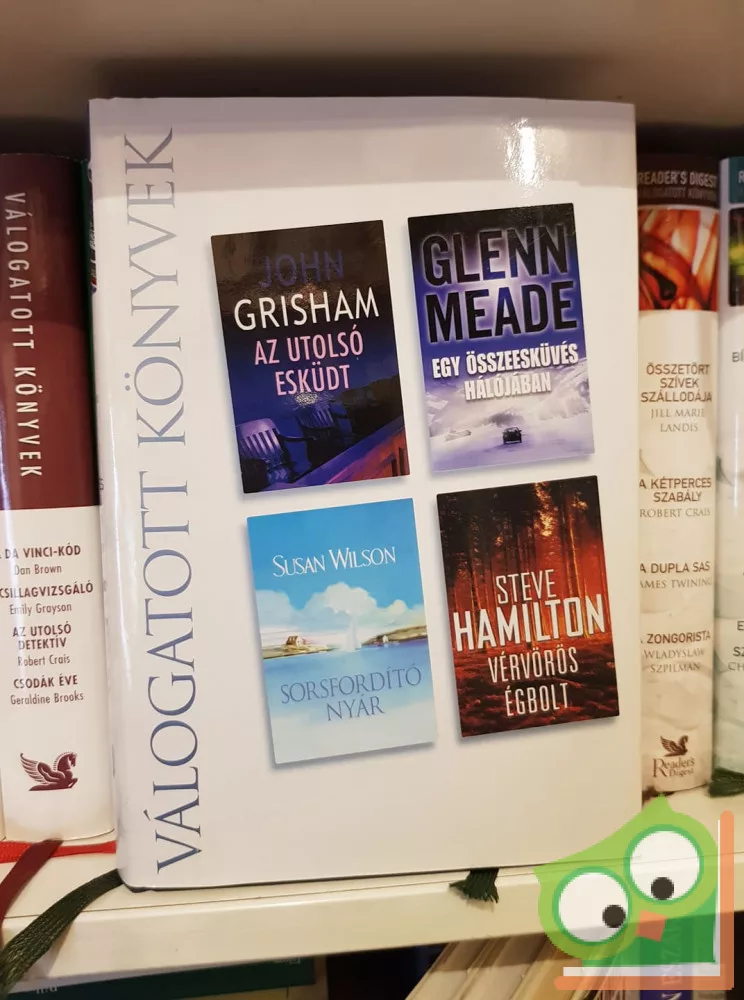 VÁLOGATOTT KÖNYVEK
JOHN
GRISHAM
AZ UTOLSÓ
ESKÜDT
GLENN
MEADE
EGY ÖSSZEESKÜVÉS
HÁLÓJÁBAN
SUSAN WILSON
SORSFORDÍTÓ
NYÁR
STEVE
HAMILTON
VÉRVÖRÖS
ÉGBOLT
VÁLOGATOTT KÖNYVEK
DA VINCI-KÓD
Dan Brown
CSILLAGVIZSGÁLÓ
Emily Grayson
AZ UTOLSÓ
DETEKTÍV
Robert Crais
CSODÁK ÉVE
Geraldine Brooks
READER'S DIGEST
VÁLOGATOTT KÖNYVEK
ÖSSZETÖRT
SZÍVEK
SZÁLLODÁJA
JILL MARIE
LANDIS
A KÉTPERCES
SZABÁLY
ROBERT CRAIS
A DUPLA SAS
JAMES TWINING
ZONGORISTA
WLADYSLAW
SZPILMAN
Reader's
Digest